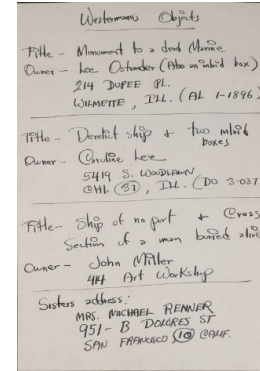 Westermanns Objects
Title - Monument to a dead Marine
Owner - Lee Ostrander (Also an inlaid box)
214 DUPEE PL.
WILMETTE, ILL. (AL 1-1896)
Title - Derelict ship + two inlaid
boxes
Owner - Caroline Lee
5419 S. WOODLAWN
CHI. 37, ILL. (DO 3-037
Title - Ship of no port + Cross
Section of a man buried alive
Owner - John Miller
414 Art Workshop
Sisters address:
MRS. MICHAEL RENNER
951-B DOLORES ST
SAN FRANCISCO 10 CALIF.